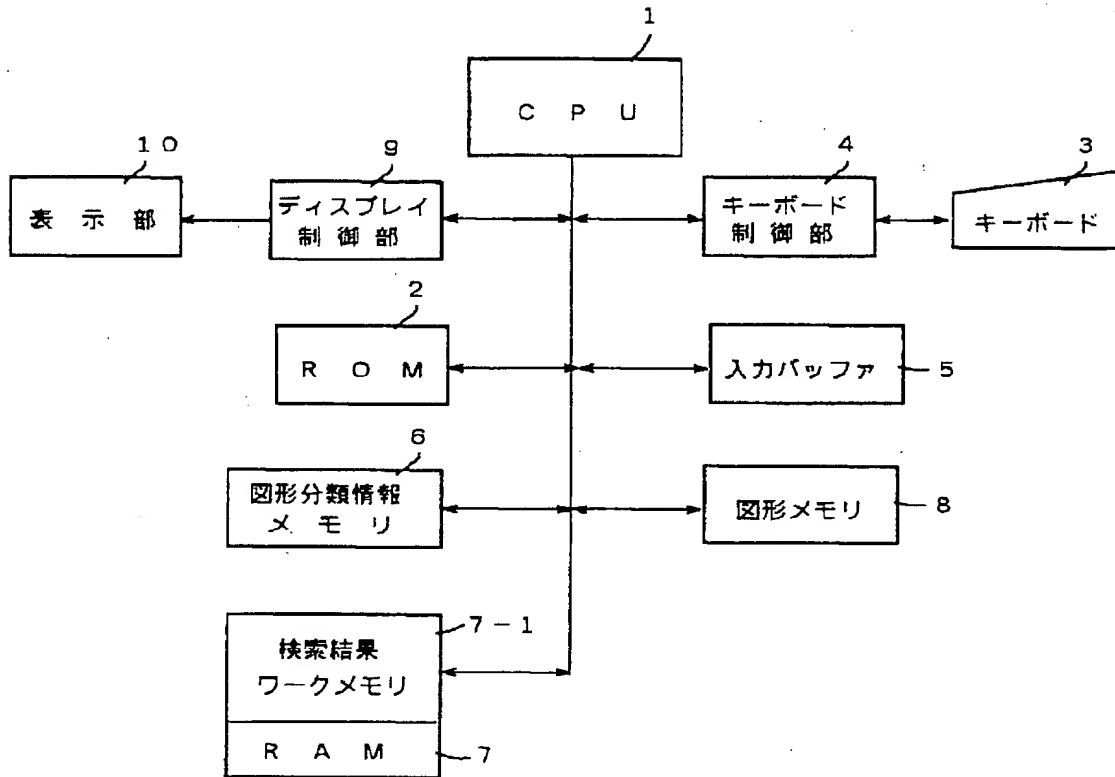 1
C P U
10
表 示 部
9
ディスプレイ
制 御 部
4
キーボード
制 御 部
3
キーボード
2
R O M
入力バッファ
5
6
図形分類情報
メ モ リ
図形メモリ
8
検索結果
ワークメモリ
7-1
R A M
7